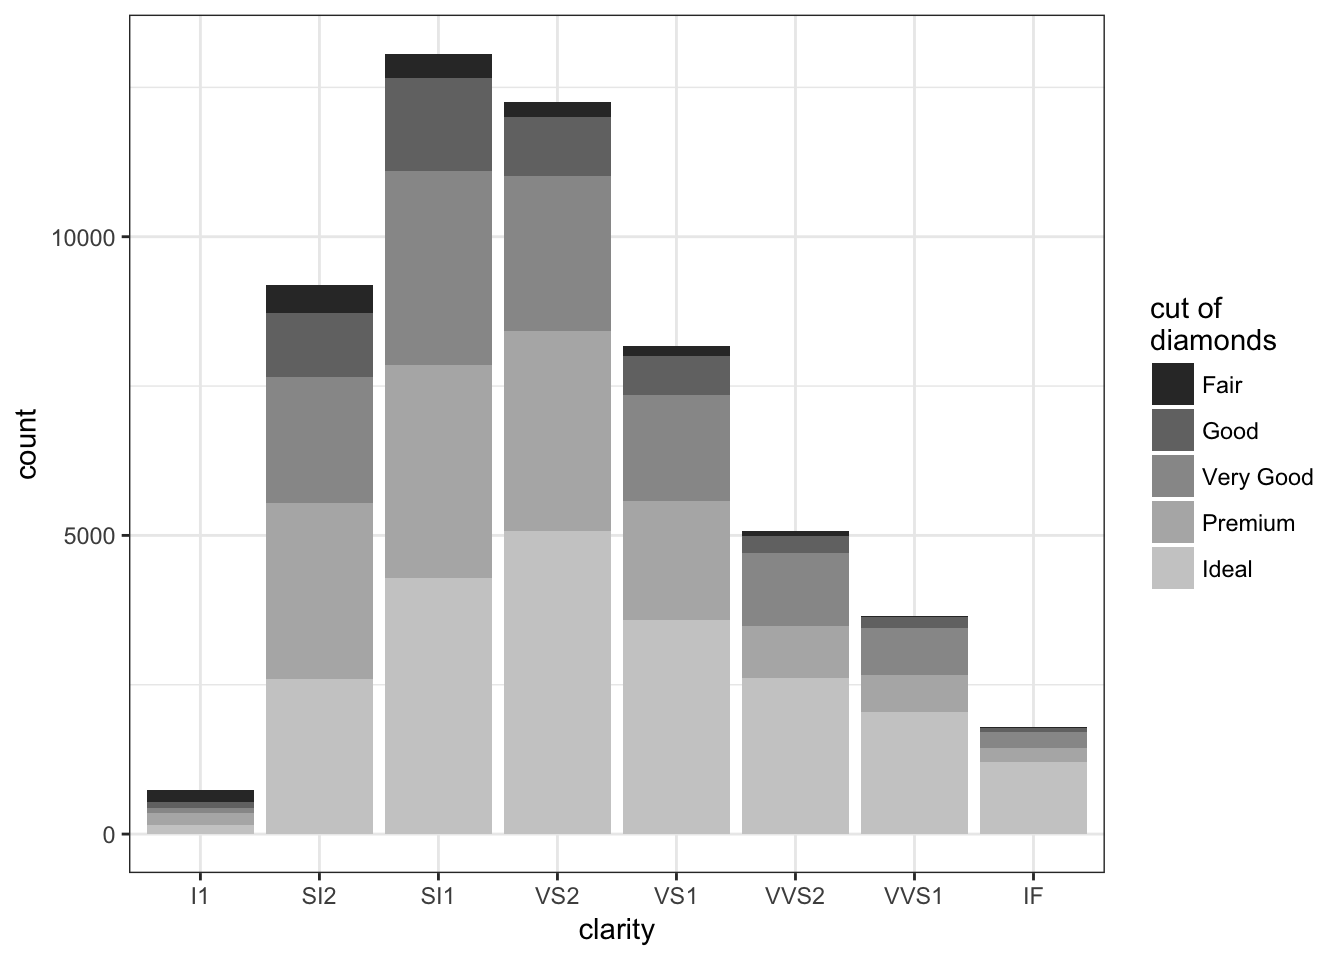 10000
5000
0
count
I1 SI2 SI1 VS2 VS1 VVS2 VVS1 IF
clarity
cut of
diamonds
Fair
Good
Very Good
Premium
Ideal